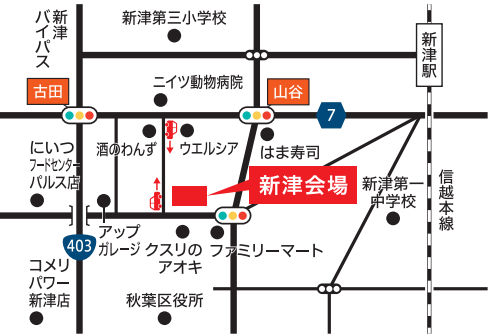 新津
バイパス
新津第三小学校
新津駅
古田
ニイツ動物病院
山谷
7
にいつ
フードセンター
パルス店
酒のわんず
ウエルシア
はま寿司
新津会場
新津第一
中学校
信越本線
403
アップ
ガレージ
クスリの
アオキ
ファミリーマート
コメリ
パワー
新津店
秋葉区役所